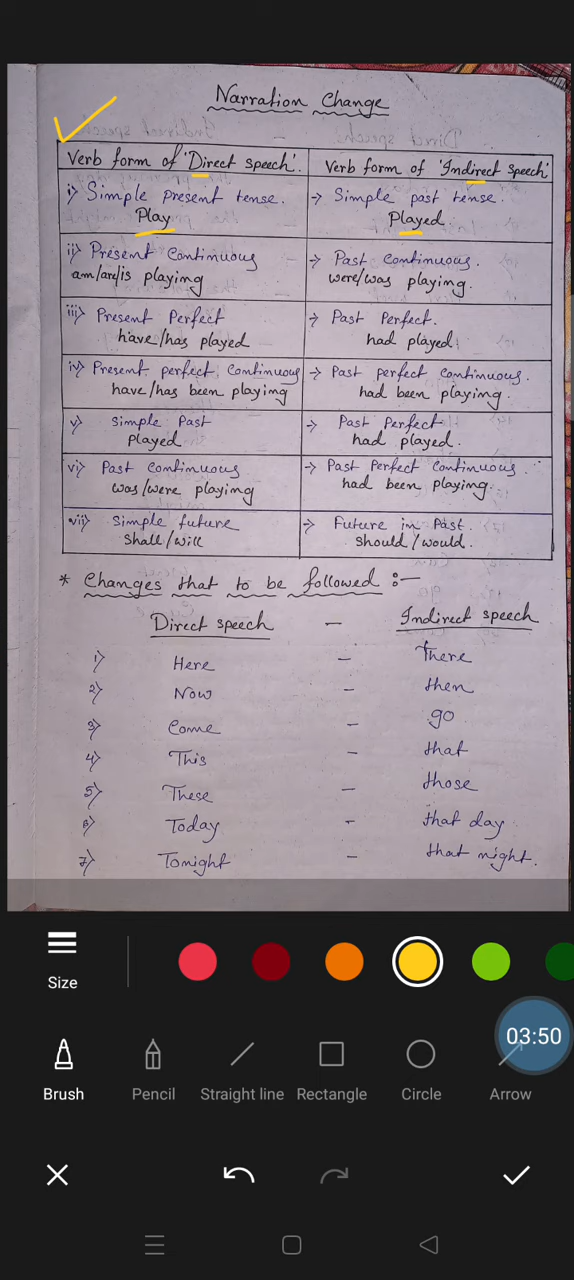 Narration Change
Verb form of 'Direct speech'. Verb form of 'Indirect speech'
i) Simple present tense. → Simple past tense.
Play Played
ii) Present Continuous → Past continuous.
am/are/is playing were/was playing.
iii) Present Perfect → Past Perfect.
have/has played had played.
iv) Present perfect continuous → Past perfect continuous.
have/has been playing had been playing.
v) Simple Past → Past Perfect
played had played.
vi) Past continuous → Past Perfect Continuous.
was/were playing had been playing.
vii) Simple future → Future in Past.
shall/will should/would.
* Changes that to be followed :—
Direct speech — Indirect speech
1) Here — there
2) Now — then
3) Come — go
4) This — that
5) These — those
6) Today - that day
7) Tonight — that night.
Size
03:50
Brush Pencil Straight line Rectangle Circle Arrow